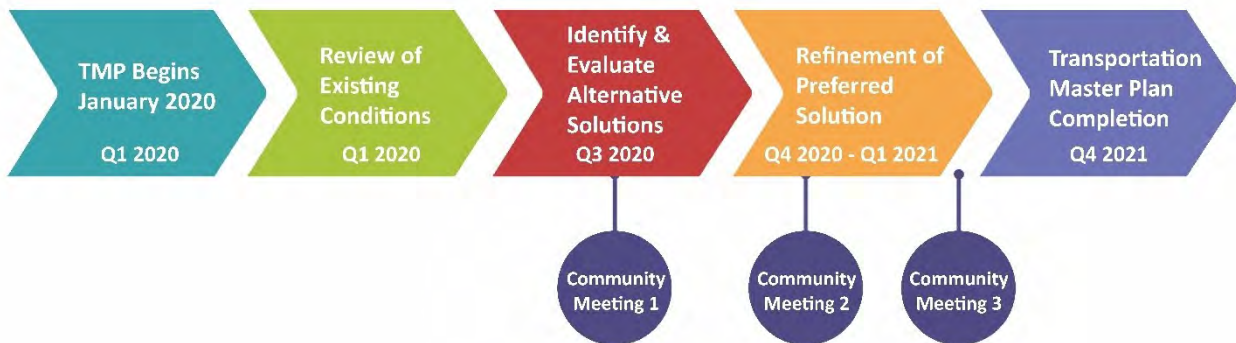 TMP Begins
January 2020
Q1 2020
Review of
Existing
Conditions
Q1 2020
Identify &
Evaluate
Alternative
Solutions
Q3 2020
Refinement of
Preferred
Solution
Q4 2020 - Q1 2021
Transportation
Master Plan
Completion
Q4 2021
Community
Meeting 1
Community
Meeting 2
Community
Meeting 3